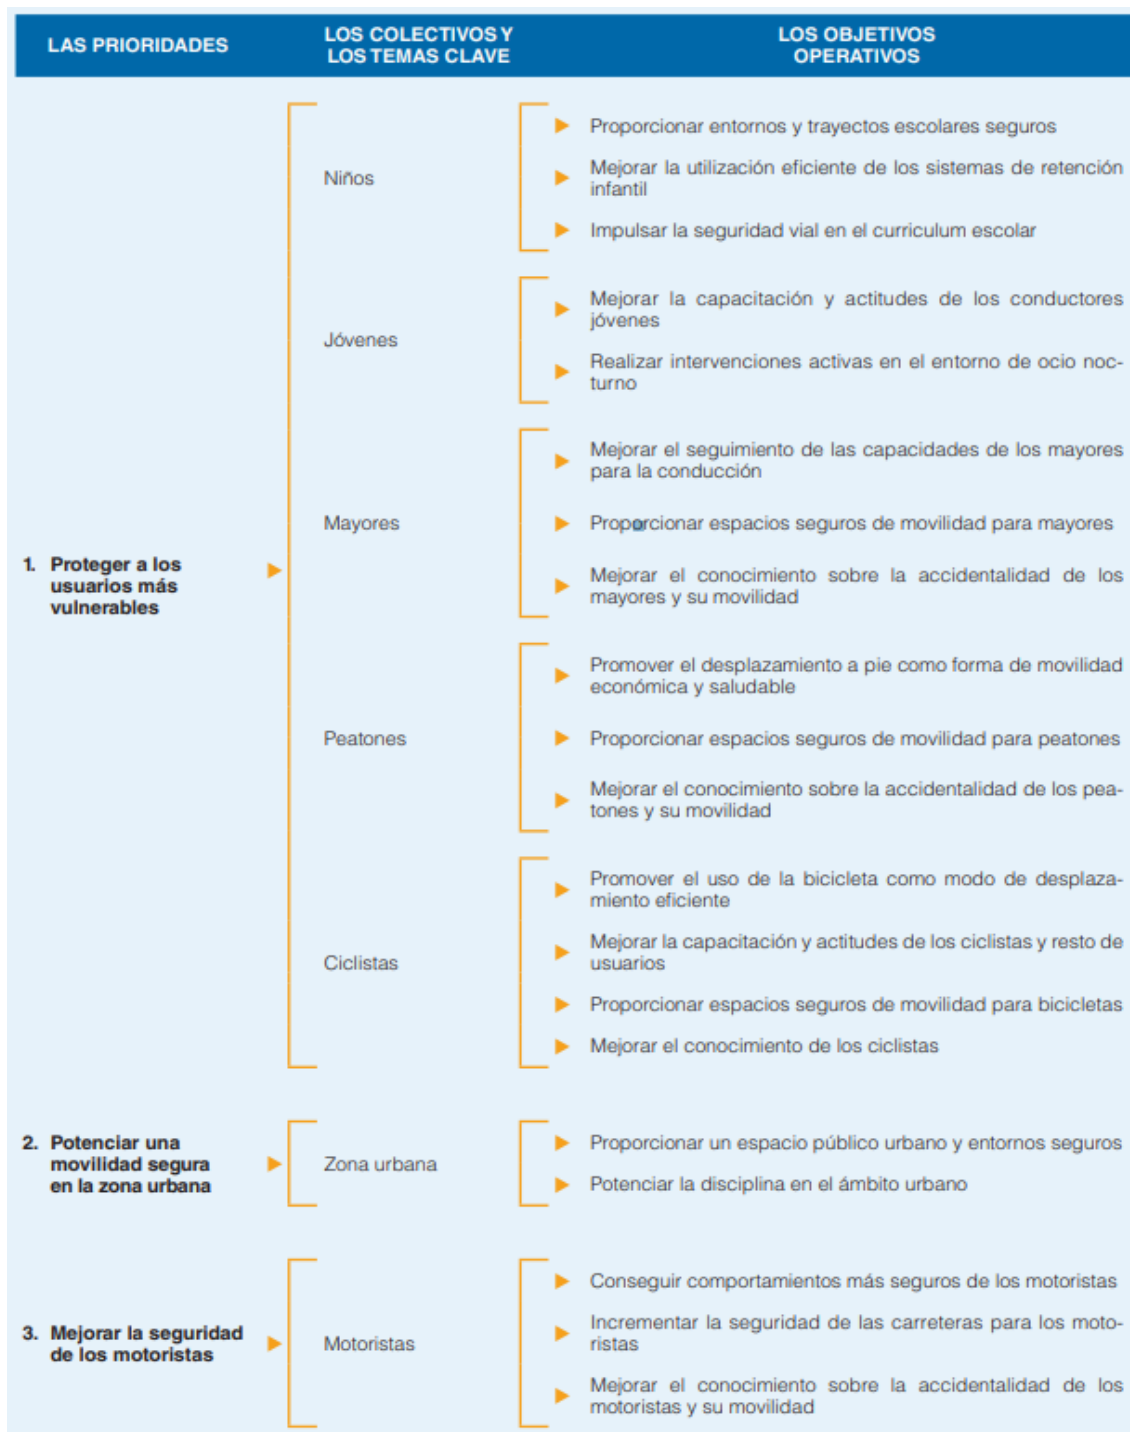 LAS PRIORIDADES
LOS COLECTIVOS Y
LOS TEMAS CLAVE
LOS OBJETIVOS
OPERATIVOS
1. Proteger a los
usuarios más
vulnerables
Niños
Proporcionar entornos y trayectos escolares seguros
Mejorar la utilización eficiente de los sistemas de retención
infantil
Impulsar la seguridad vial en el curriculum escolar
Jóvenes
Mejorar la capacitación y actitudes de los conductores
jóvenes
Realizar intervenciones activas en el entorno de ocio noc-
turno
Mayores
Mejorar el seguimiento de las capacidades de los mayores
para la conducción
Proporcionar espacios seguros de movilidad para mayores
Mejorar el conocimiento sobre la accidentalidad de los
mayores y su movilidad
Peatones
Promover el desplazamiento a pie como forma de movilidad
económica y saludable
Proporcionar espacios seguros de movilidad para peatones
Mejorar el conocimiento sobre la accidentalidad de los pea-
tones y su movilidad
Ciclistas
Promover el uso de la bicicleta como modo de desplaza-
miento eficiente
Mejorar la capacitación y actitudes de los ciclistas y resto de
usuarios
Proporcionar espacios seguros de movilidad para bicicletas
Mejorar el conocimiento de los ciclistas
2. Potenciar una
movilidad segura
en la zona urbana
Zona urbana
Proporcionar un espacio público urbano y entornos seguros
Potenciar la disciplina en el ámbito urbano
3. Mejorar la seguridad
de los motoristas
Motoristas
Conseguir comportamientos más seguros de los motoristas
Incrementar la seguridad de las carreteras para los moto-
ristas
Mejorar el conocimiento sobre la accidentalidad de los
motoristas y su movilidad